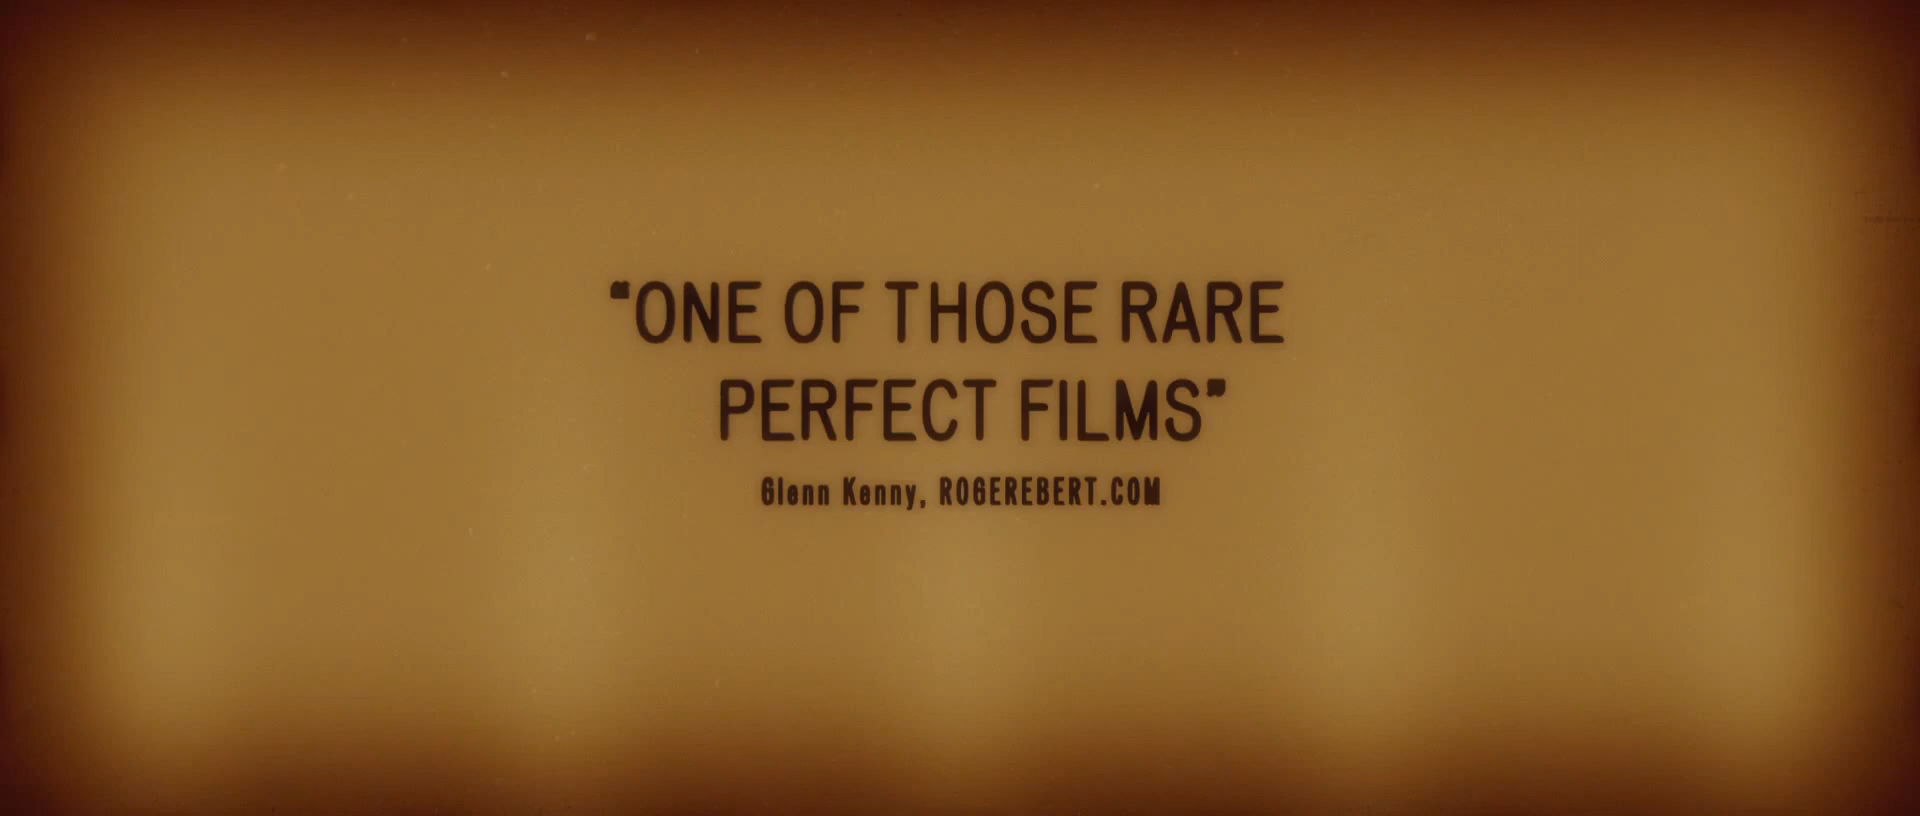 “ONE OF THOSE RARE
PERFECT FILMS”
Glenn Kenny, ROGEREBERT.COM